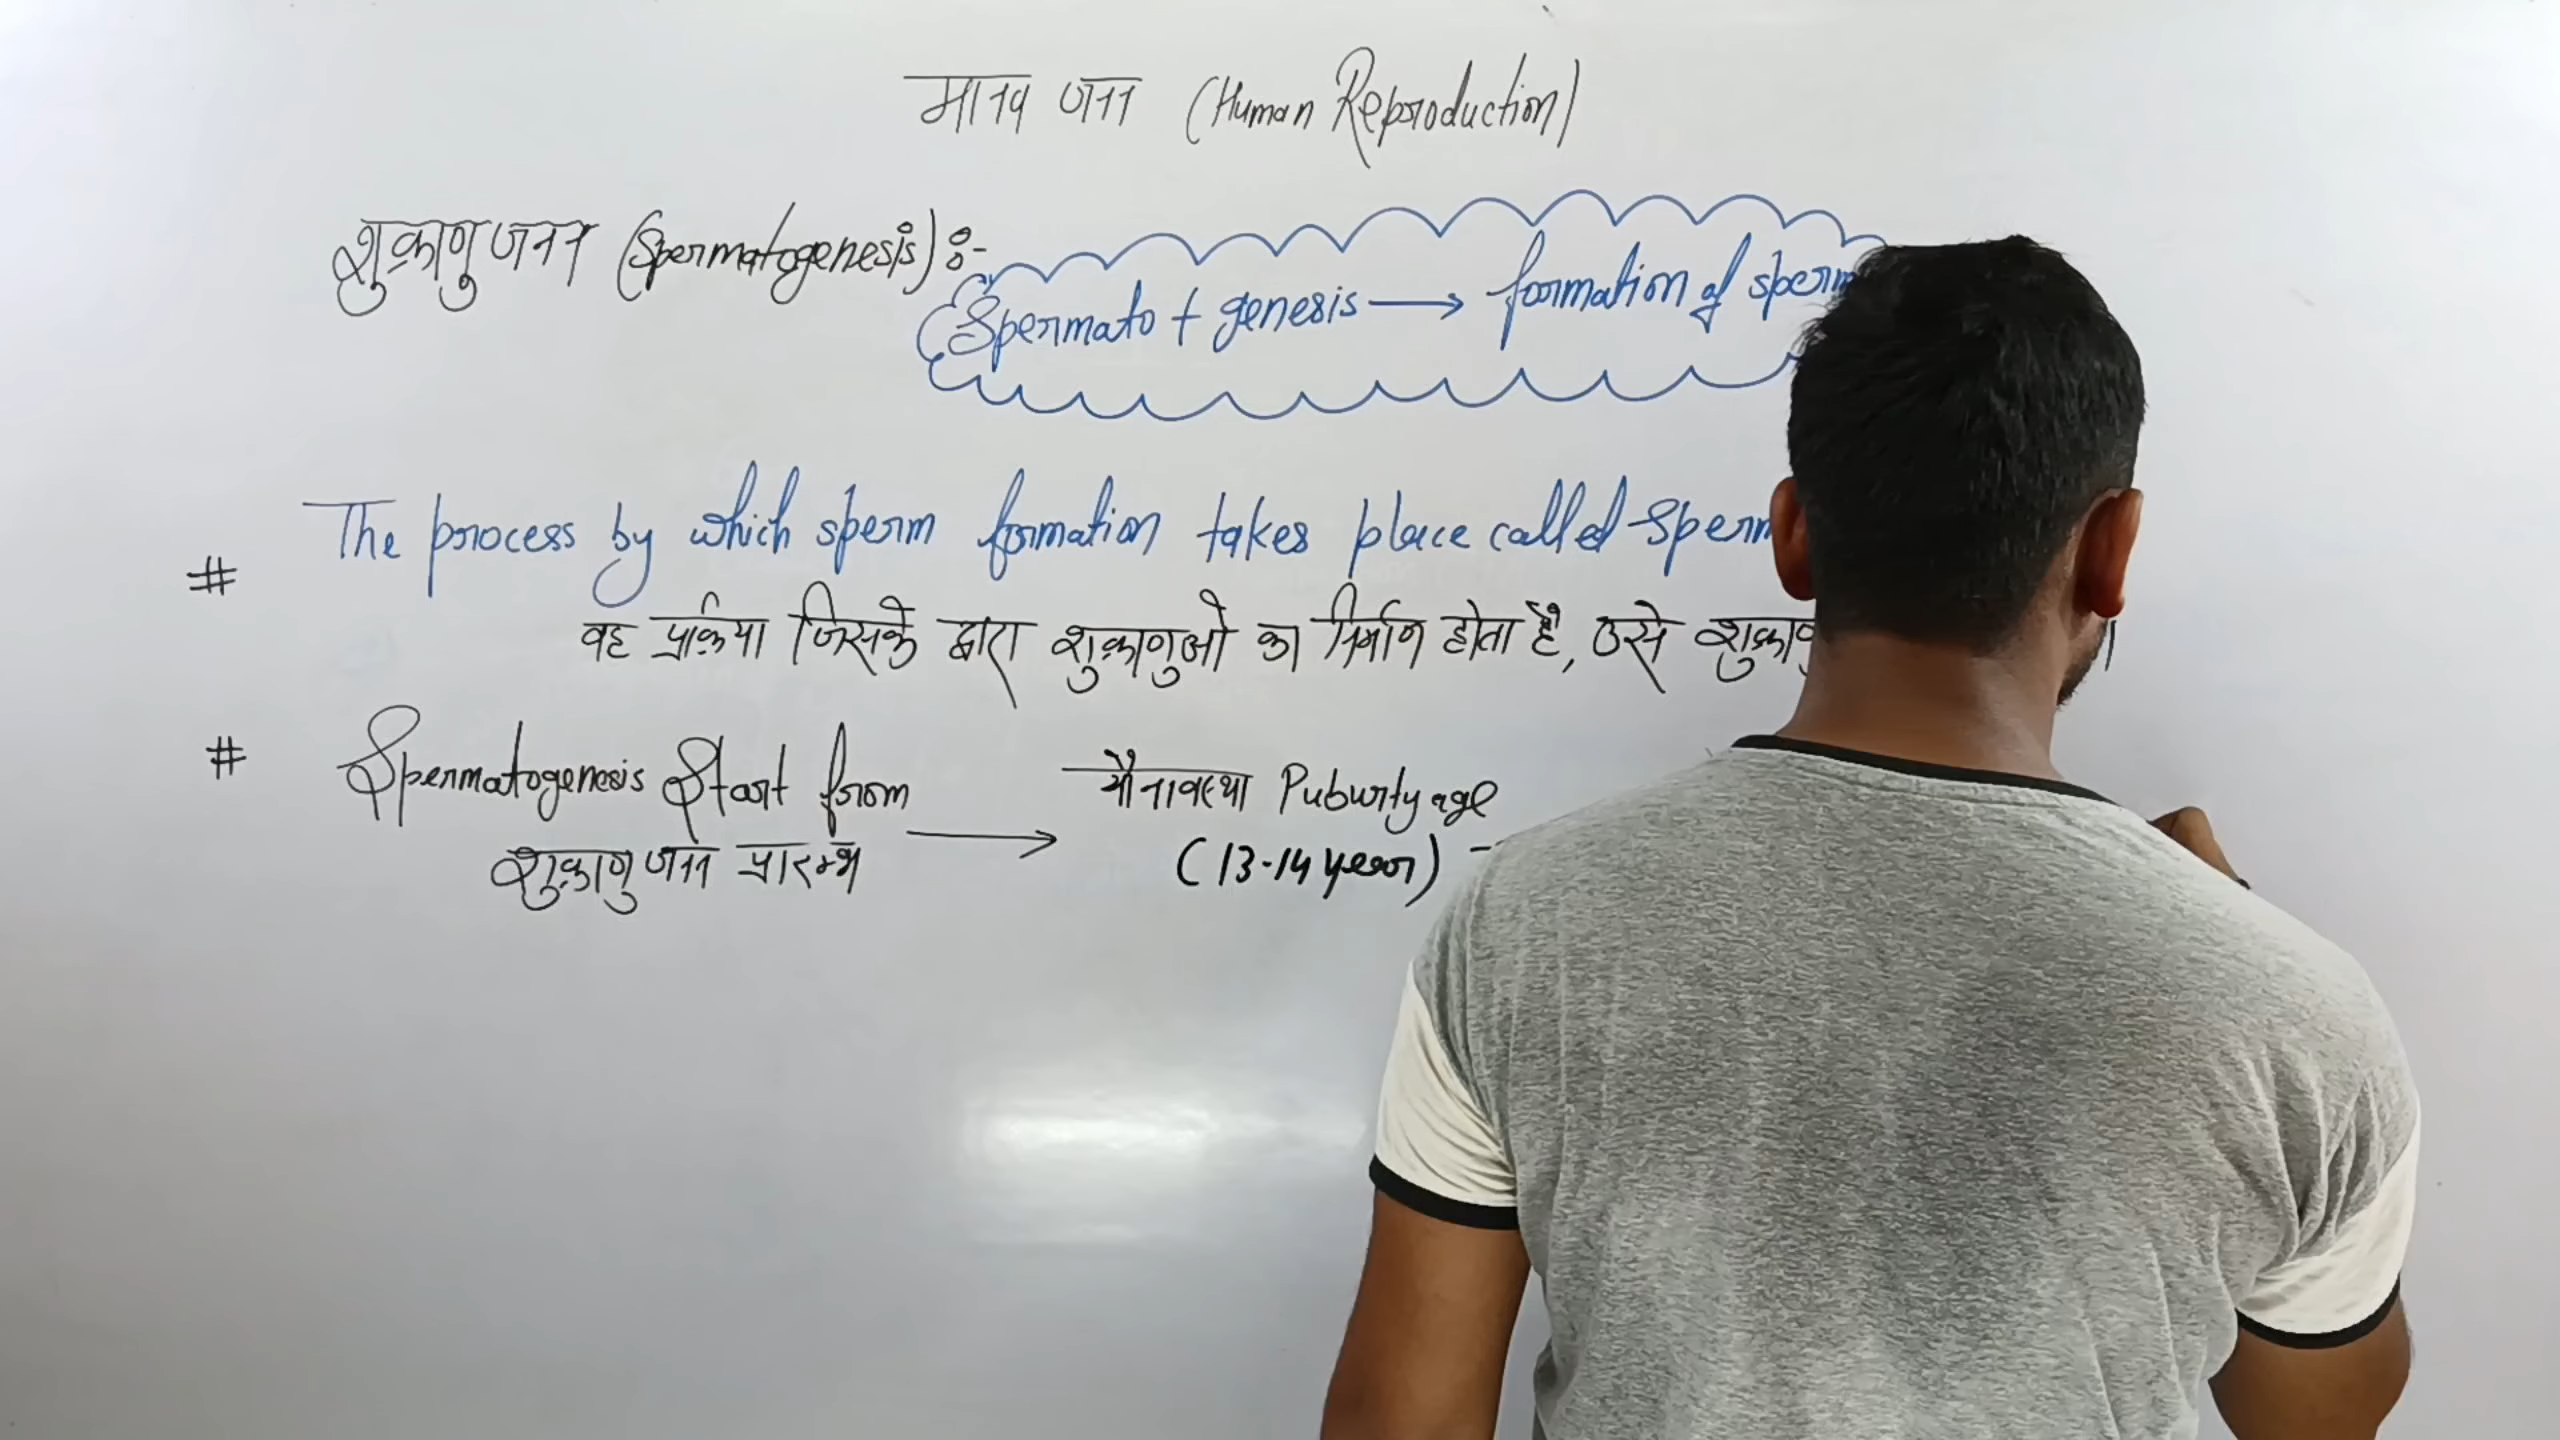 मानव जनन (Human Reproduction)
शुक्राणुजनन (Spermatogenesis) :-
Spermato + genesis → formation of sperm
The process by which sperm formation takes place called Sperm
# वह प्रक्रिया जिसके द्वारा शुक्राणुओ का निर्माण होता है, उसे शुक्राणु
# Spermatogenesis Start from → यौनावस्था Puburty age
शुक्राणुजनन प्रारम्भ (13-14 year) -